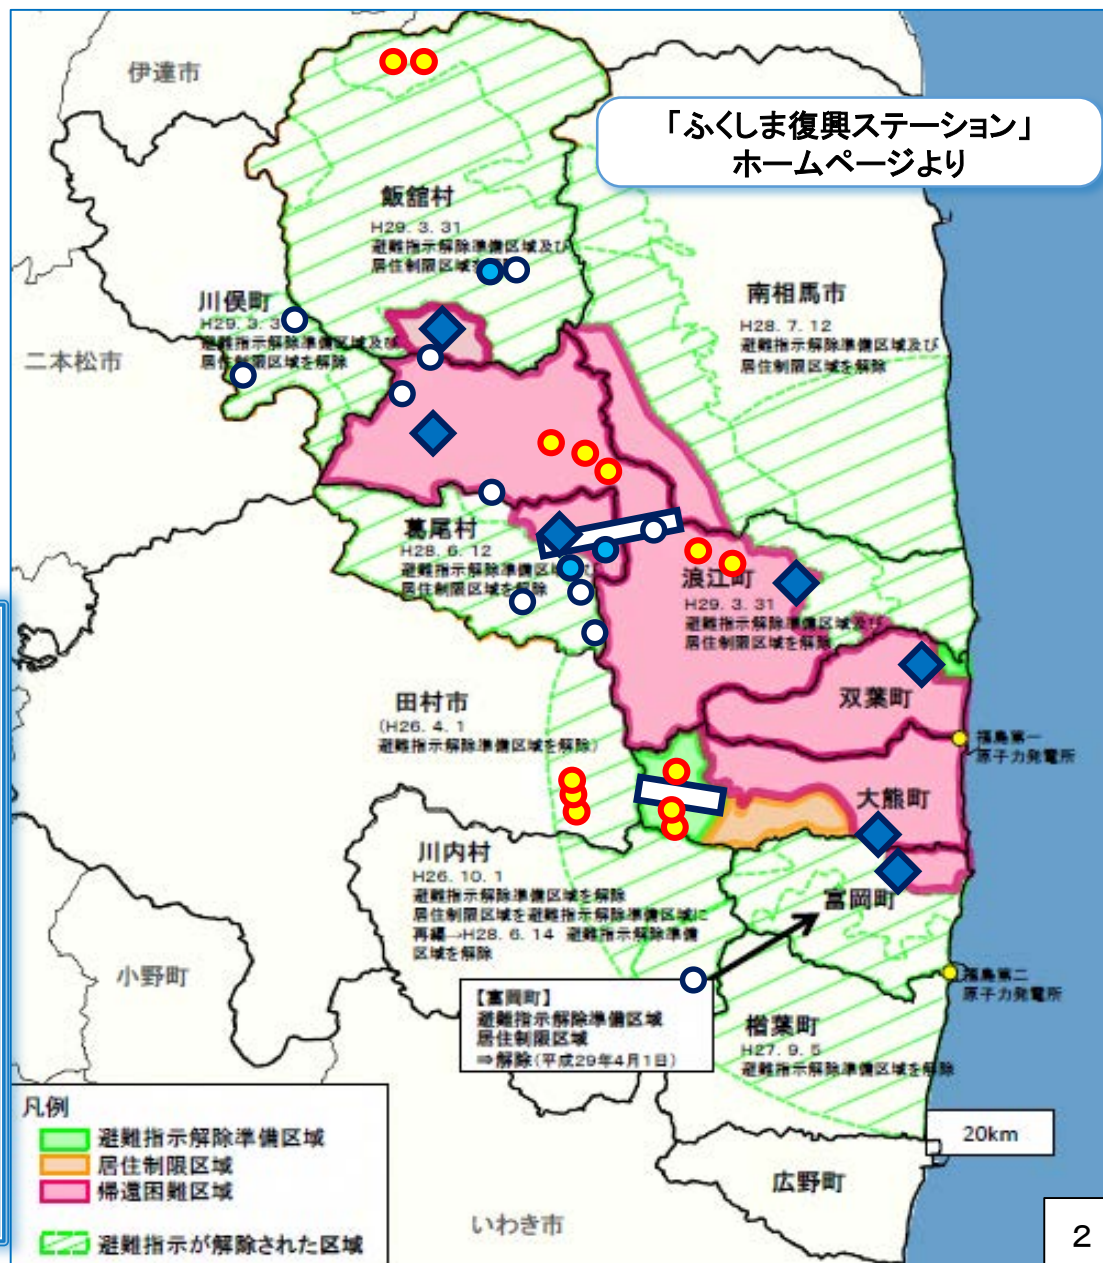 伊達市
「ふくしま復興ステーション」
ホームページより
飯舘村
H29. 3. 31
避難指示解除準備区域及び
居住制限区域を解除
川俣町
H29. 3. 3
避難指示解除準備区域及び
居住制限区域を解除
南相馬市
H28. 7. 12
避難指示解除準備区域及び
居住制限区域を解除
二本松市
葛尾村
H28. 6. 12
避難指示解除準備区域
居住制限区域を解除
浪江町
H29. 3. 31
避難指示解除準備区域及び
居住制限区域を解除
田村市
(H26. 4. 1
避難指示解除準備区域を解除)
双葉町
福島第一
原子力発電所
大熊町
川内村
H26. 10. 1
避難指示解除準備区域を解除
居住制限区域を避難指示解除準備区域に
再編→H28. 6. 14 避難指示解除準備
区域を解除
富岡町
小野町
福島第二
原子力発電所
【富岡町】
避難指示解除準備区域
居住制限区域
⇒解除(平成29年4月1日)
楢葉町
H27. 9. 5
避難指示解除準備区域を解除
凡例
避難指示解除準備区域
居住制限区域
帰還困難区域
避難指示が解除された区域
20km
広野町
いわき市
2